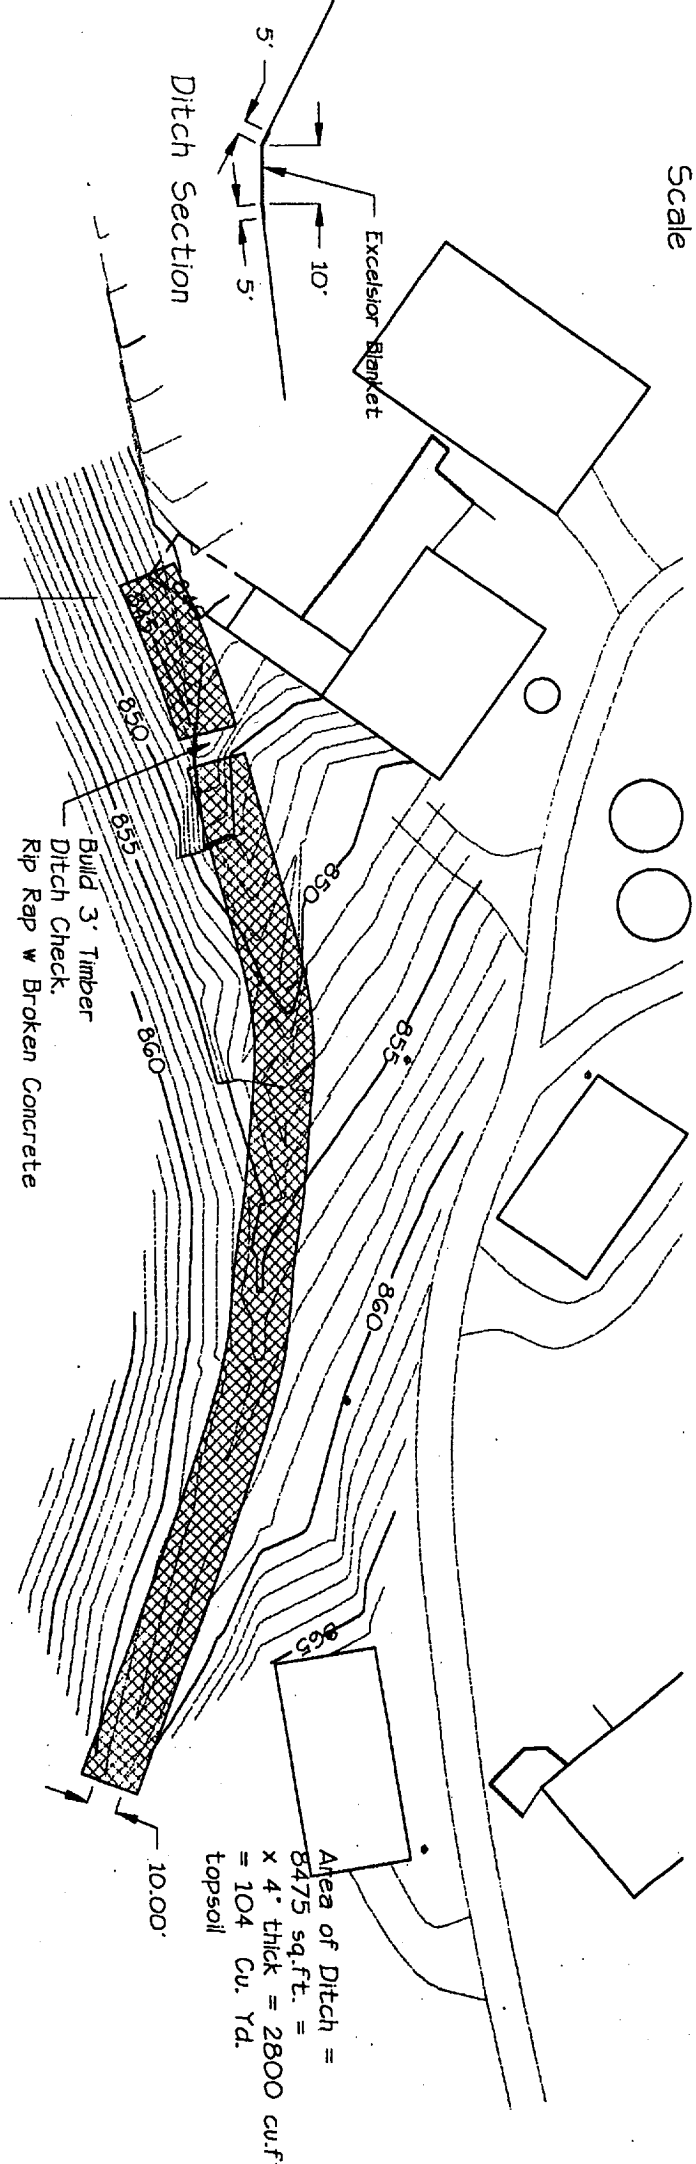 Scale
5'
10'
5'
Excelsior Blanket
Ditch Section
850
855
860
850
855
860
865
Build 3' Timber
Ditch Check.
Rip Rap w Broken Concrete
10.00'
Area of Ditch =
8475 sq.ft. =
x 4" thick = 2800 cu.f
= 104 Cu. Yd.
topsoil